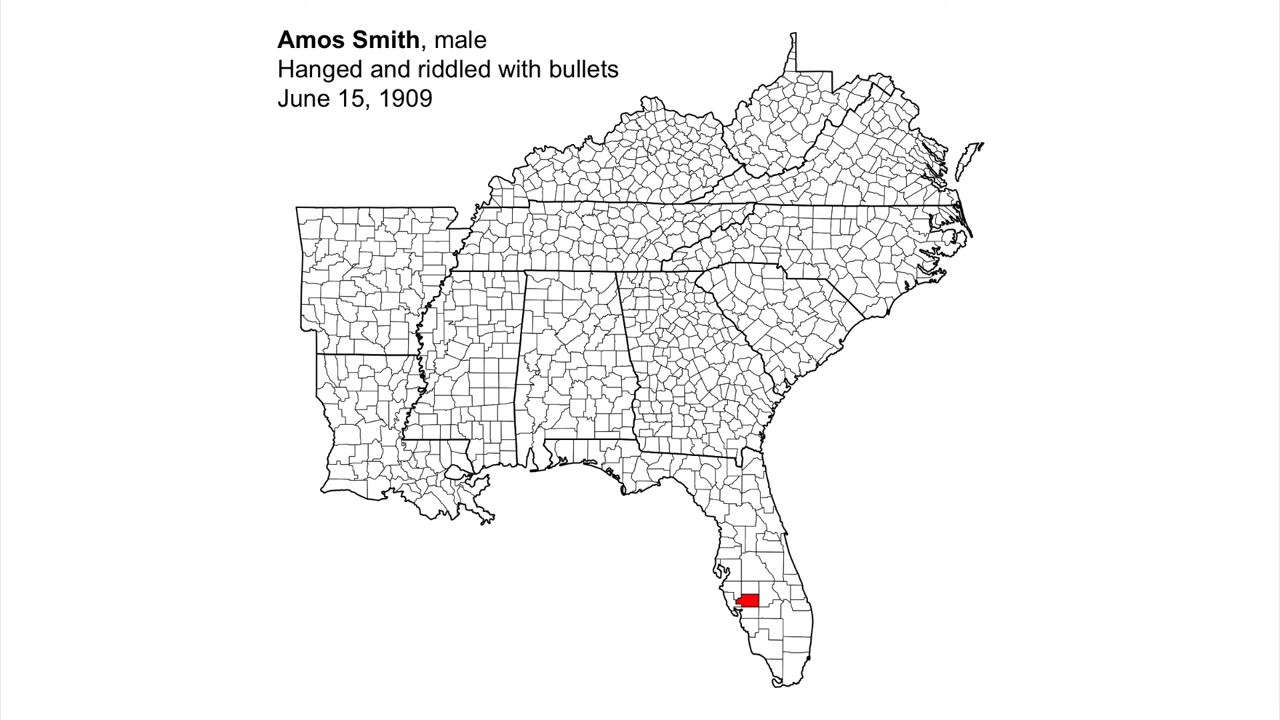 Amos Smith, male
Hanged and riddled with bullets
June 15, 1909